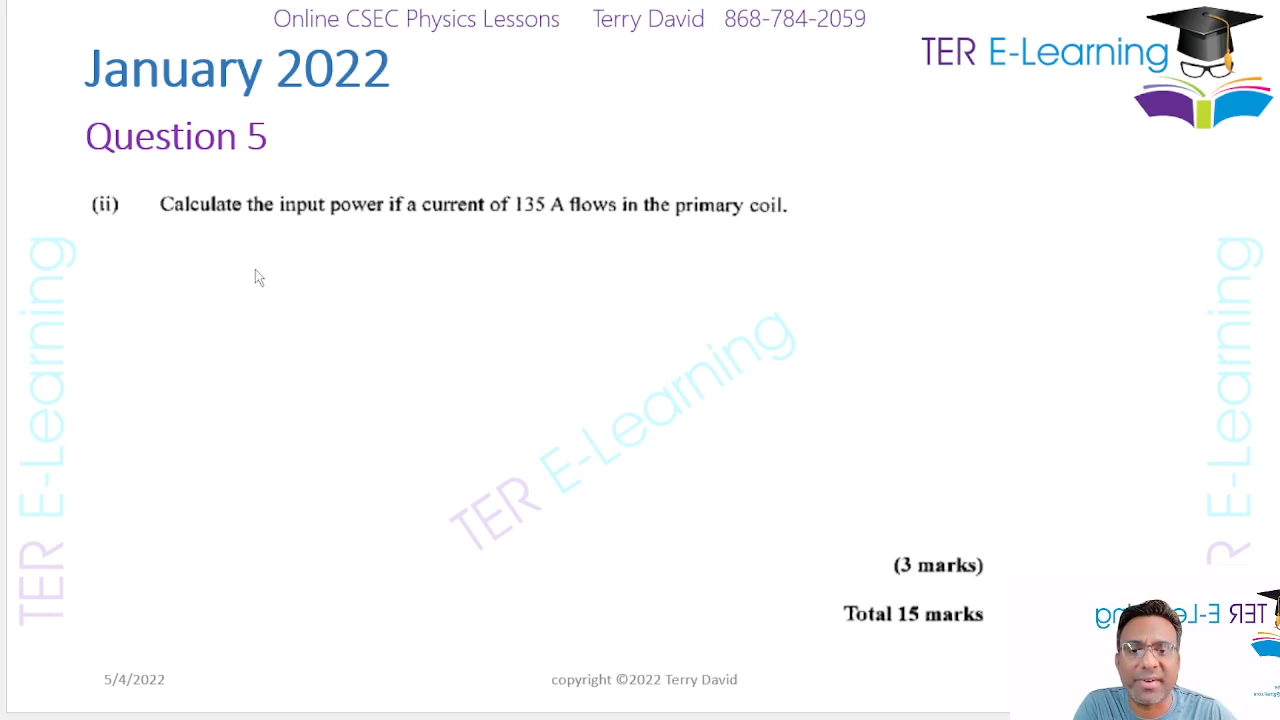 Online CSEC Physics Lessons Terry David 868-784-2059
TER E-Learning
January 2022
Question 5
(ii) Calculate the input power if a current of 135 A flows in the primary coil.
TER E-Learning
TER E-Learning
R E-Learning
(3 marks)
Total 15 marks
TER E-Learning
5/4/2022
copyright ©2022 Terry David